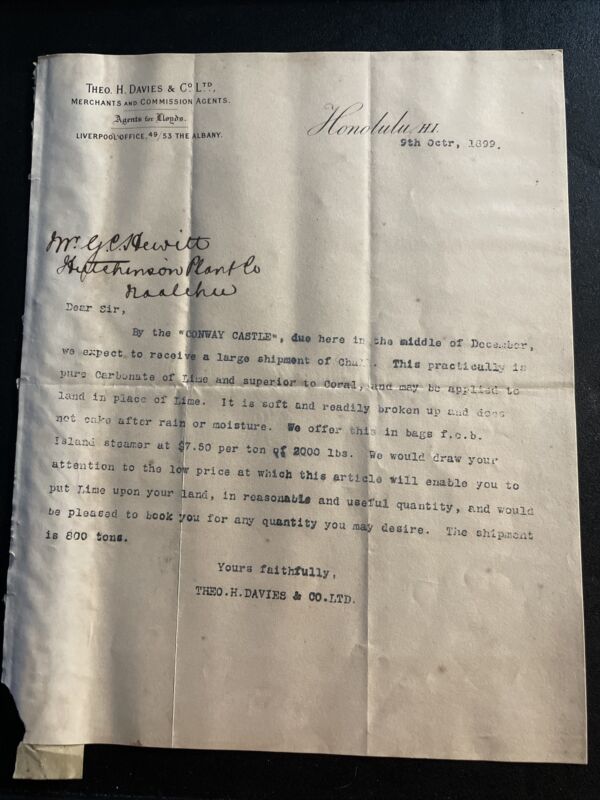 THEO. H. DAVIES & Co LTD,
MERCHANTS AND COMMISSION AGENTS.
Agents for Lloyds.
LIVERPOOL OFFICE, 49/53 THE ALBANY.
Honolulu, H.I.
9th Octr, 1899.
Mr. G. C. Hewitt
Hutchinson Plant Co
Naalehu
Dear Sir,
By the "CONWAY CASTLE", due here in the middle of December,
we expect to receive a large shipment of Chalk. This practically is
pure Carbonate of Lime and superior to Coral, and may be applied to
land in place of Lime. It is soft and readily broken up and does
not cake after rain or moisture. We offer this in bags f.o.b.
Island steamer at $7.50 per ton of 2000 lbs. We would draw your
attention to the low price at which this article will enable you to
put Lime upon your land, in reasonable and useful quantity, and would
be pleased to book you for any quantity you may desire. The shipment
is 800 tons.
Yours faithfully,
THEO.H.DAVIES & CO.LTD.